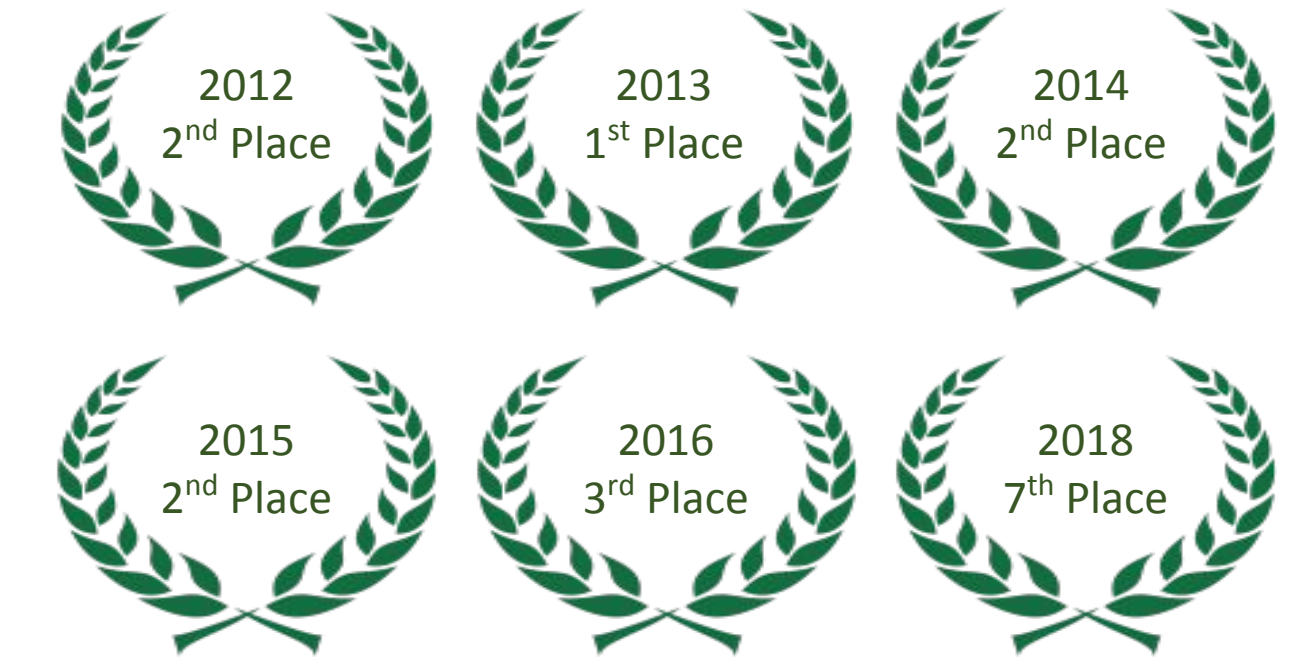 2012
2nd Place
2013
1st Place
2014
2nd Place
2015
2nd Place
2016
3rd Place
2018
7th Place